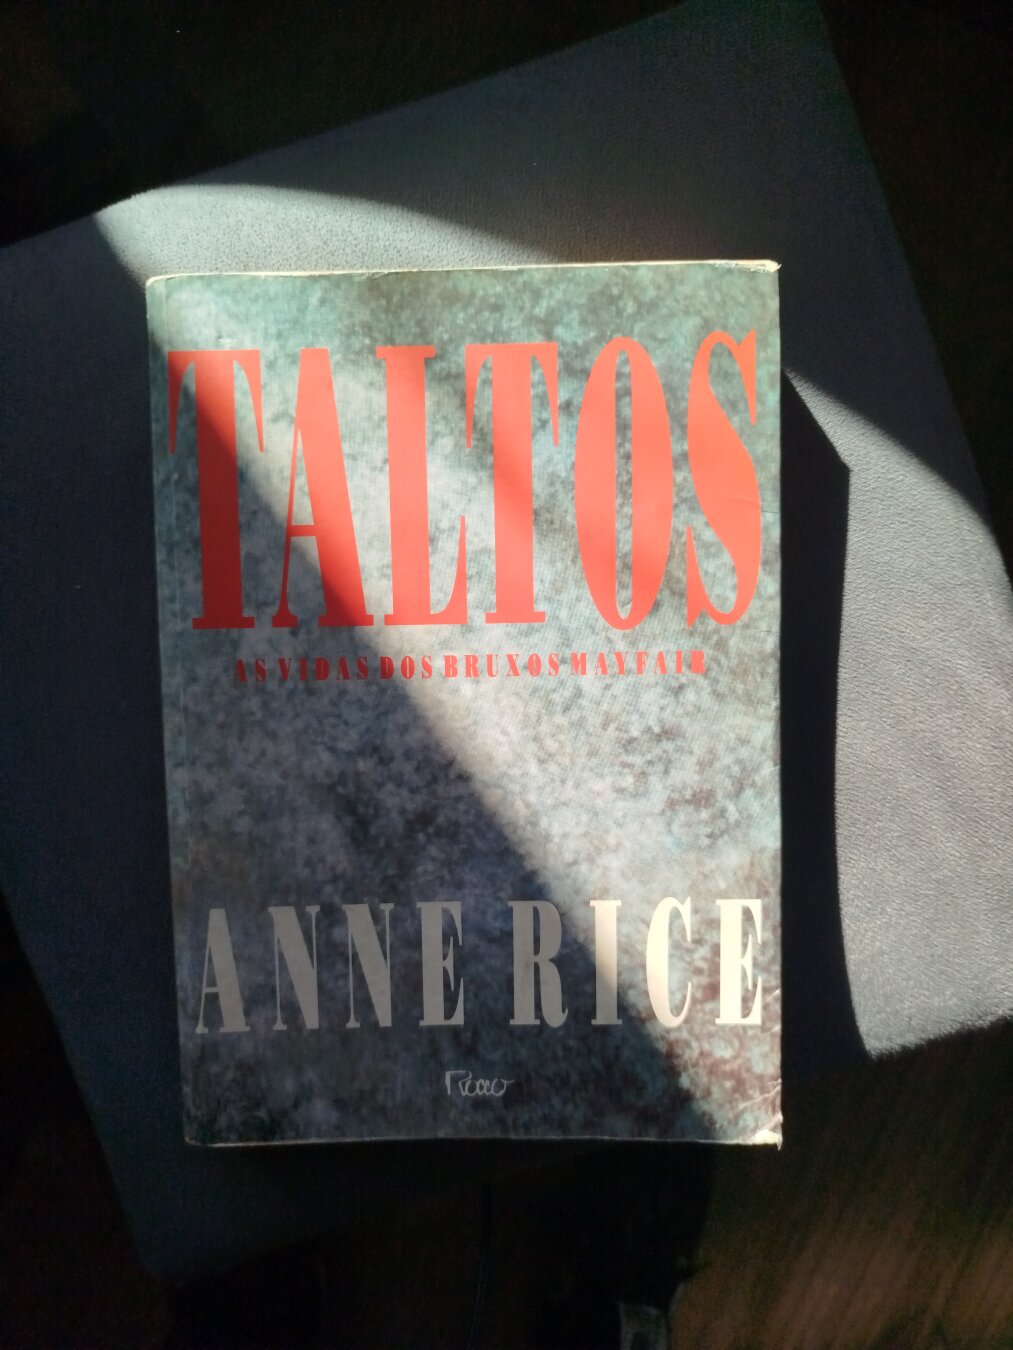 TALTOS
AS VIDAS DOS BRUXOS MAYFAIR
ANNE RICE
Rocco